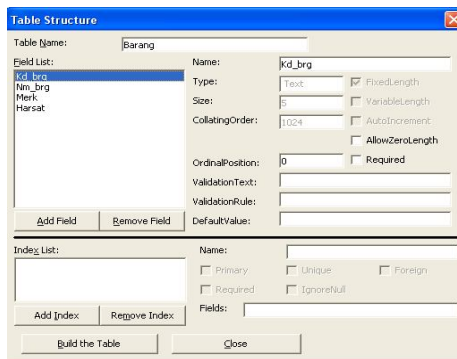 Table Structure
Table Name: Barang
Field List:
Kd_brg
Nm_brg
Merk
Harsat
Add Field Remove Field
Name: Kd_brg
Type: Text FixedLength
Size: 5 VariableLength
CollatingOrder: 1024 AutoIncrement
AllowZeroLength
OrdinalPosition: 0 Required
ValidationText:
ValidationRule:
DefaultValue:
Index List:
Add Index Remove Index
Name:
Primary Unique Foreign
Required IgnoreNull
Fields:
Build the Table Close